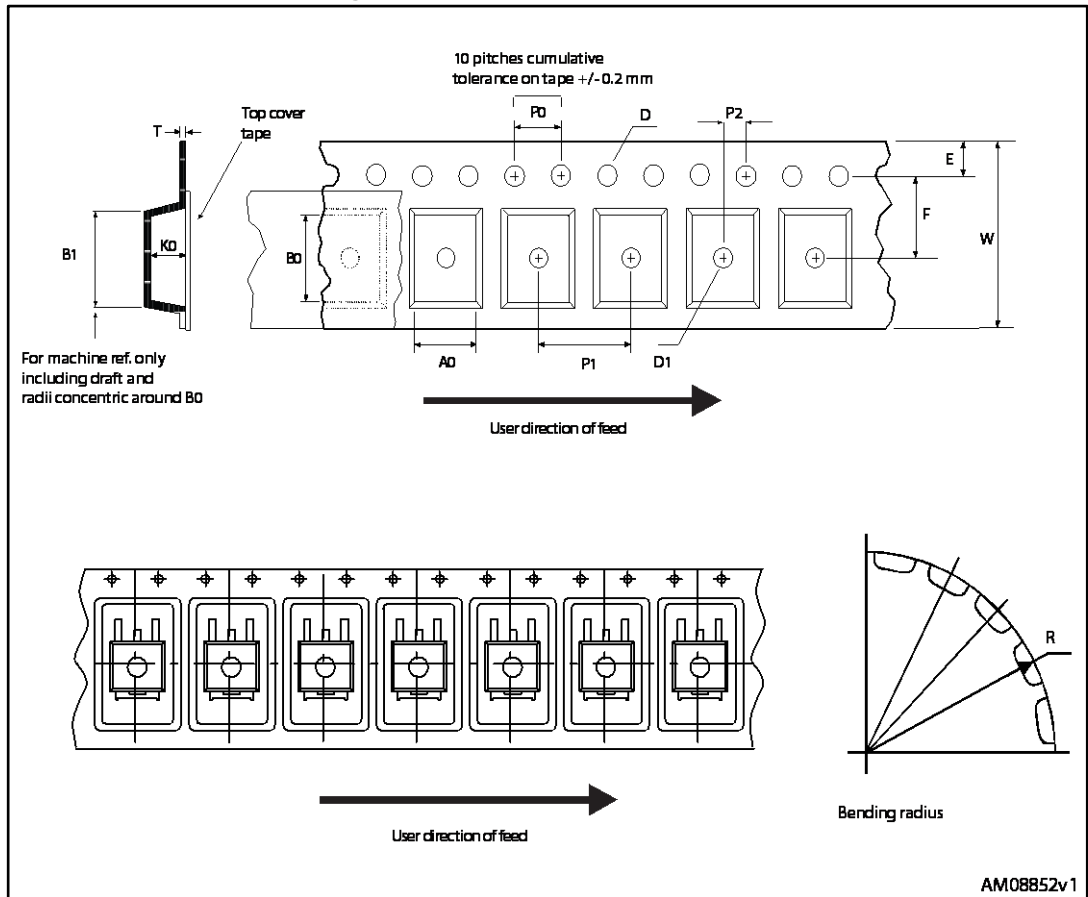 10 pitches cumulative
tolerance on tape +/- 0.2 mm
Top cover
tape
T
P0
D
P2
E
F
W
B1
K0
B0
For machine ref. only
including draft and
radii concentric around B0
A0
P1
D1
User direction of feed
R
Bending radius
User direction of feed
AM08852v1